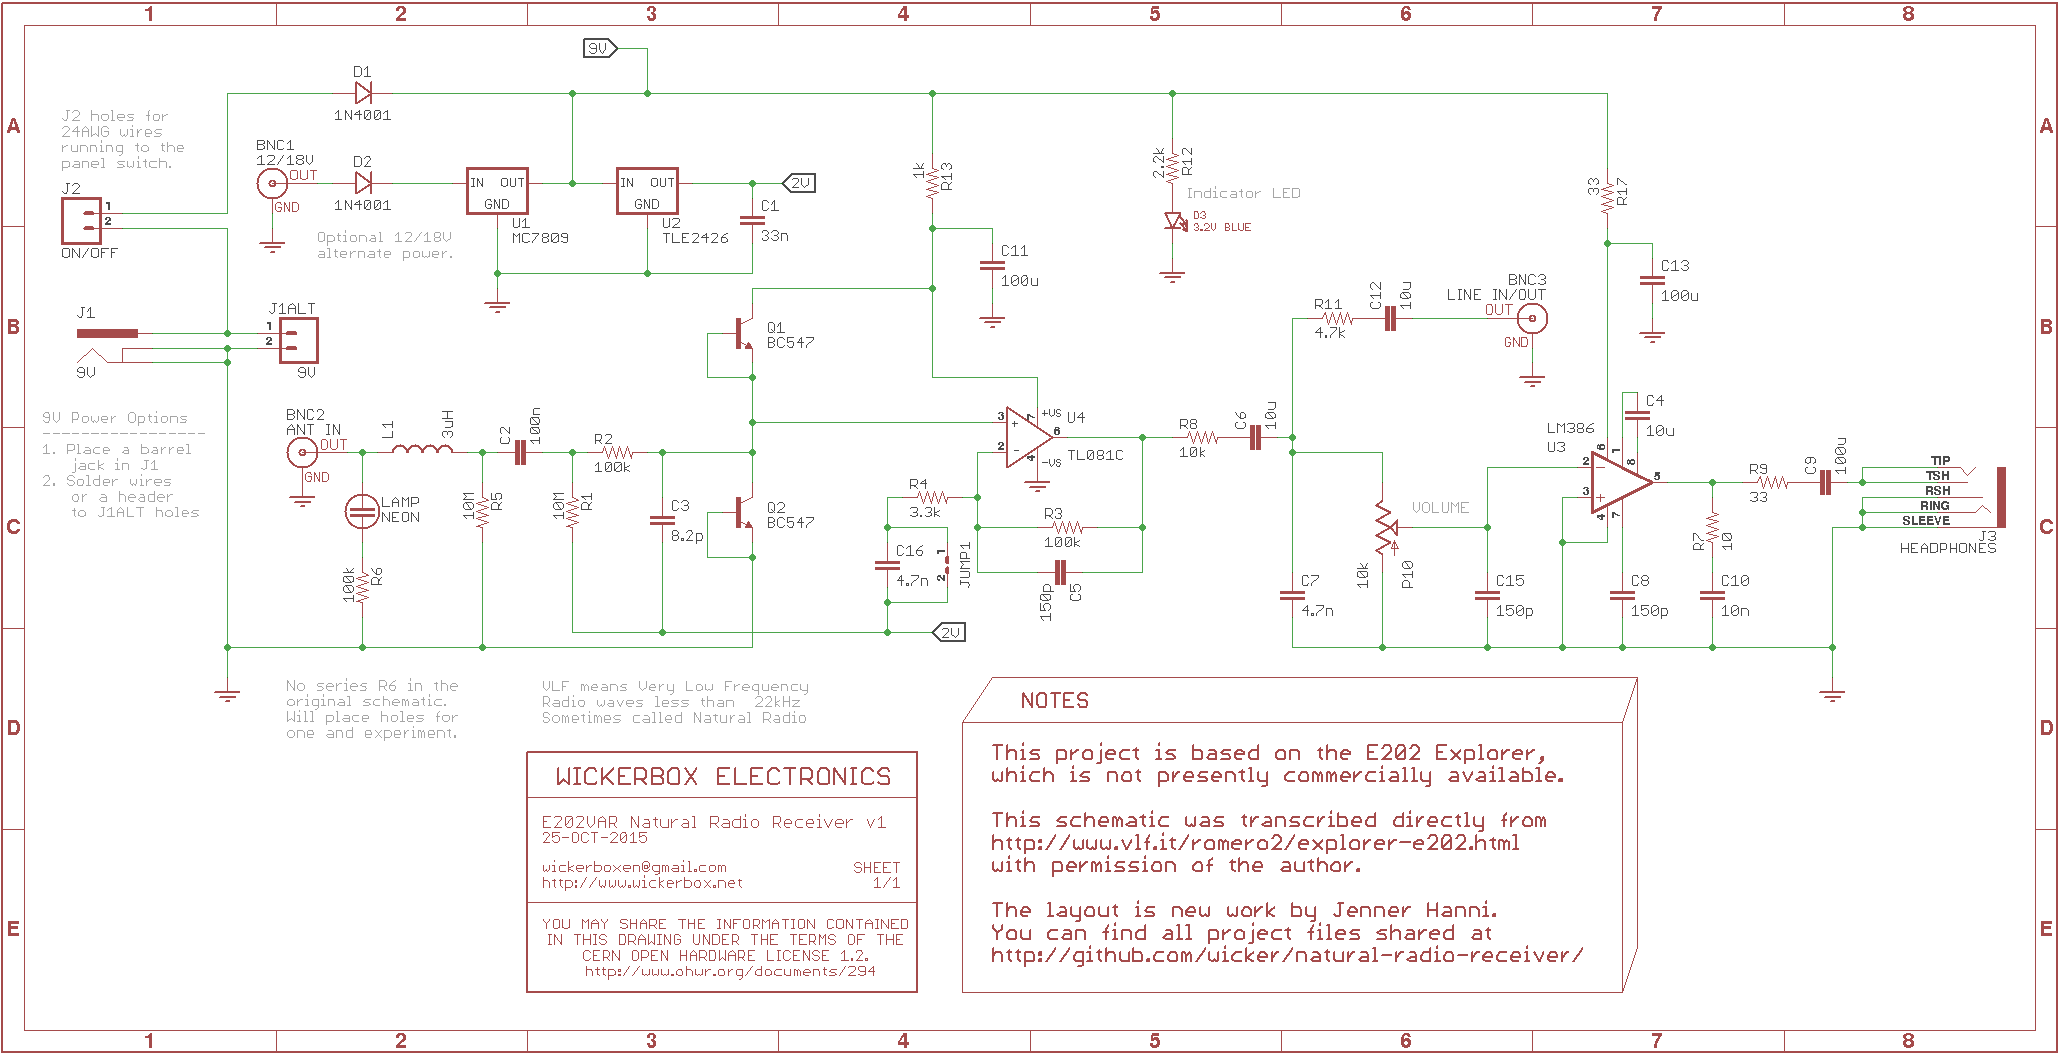 1 2 3 4 5 6 7 8
A
B
C
D
E
A
B
C
D
E
1 2 3 4 5 6 7 8
9V
D1
1N4001
J2 holes for
24AWG wires
running to the
panel switch.
J2
1
2
ON/OFF
BNC1
12/18V
OUT
GND
D2
1N4001
Optional 12/18V
alternate power.
IN OUT
GND
U1
MC7809
IN OUT
GND
U2
TLE2426
2V
C1
33n
1k
R13
C11
100u
2.2k
R12
Indicator LED
D3
3.2V BLUE
33
R17
C13
100u
J1
9V
J1ALT
1
2
9V
9V Power Options
-----------------
1. Place a barrel
jack in J1
2. Solder wires
or a header
to J1ALT holes
BNC2
ANT IN
OUT
GND
L1
3uH
LAMP
NEON
100k
R6
10M
R5
C2
100n
R2
100k
10M
R1
C3
8.2p
Q1
BC547
Q2
BC547
3
2
+
-
7
+VS
6
4
-VS
U4
TL081C
R4
3.3k
C16
4.7n
1
2
JUMP1
R3
100k
150p
C5
2V
R8
10k
C6
10u
R11
4.7k
C12
10u
BNC3
LINE IN/OUT
OUT
GND
VOLUME
10k
P10
C7
4.7n
C15
150p
LM386
U3
2
3
-
+
6
1
8
5
4
7
C4
10u
C8
150p
R7
10
C10
10n
R9
33
C9
100u
TIP
TSH
RSH
RING
SLEEVE
J3
HEADPHONES
No series R6 in the
original schematic.
Will place holes for
one and experiment.
VLF means Very Low Frequency
Radio waves less than 22kHz
Sometimes called Natural Radio
WICKERBOX ELECTRONICS
E202VAR Natural Radio Receiver v1
25-OCT-2015
wickerboxen@gmail.com SHEET
http://www.wickerbox.net 1/1
YOU MAY SHARE THE INFORMATION CONTAINED
IN THIS DRAWING UNDER THE TERMS OF THE
CERN OPEN HARDWARE LICENSE 1.2.
http://www.ohwr.org/documents/294
NOTES
This project is based on the E202 Explorer,
which is not presently commercially available.
This schematic was transcribed directly from
http://www.vlf.it/romero2/explorer-e202.html
with permission of the author.
The layout is new work by Jenner Hanni.
You can find all project files shared at
http://github.com/wicker/natural-radio-receiver/